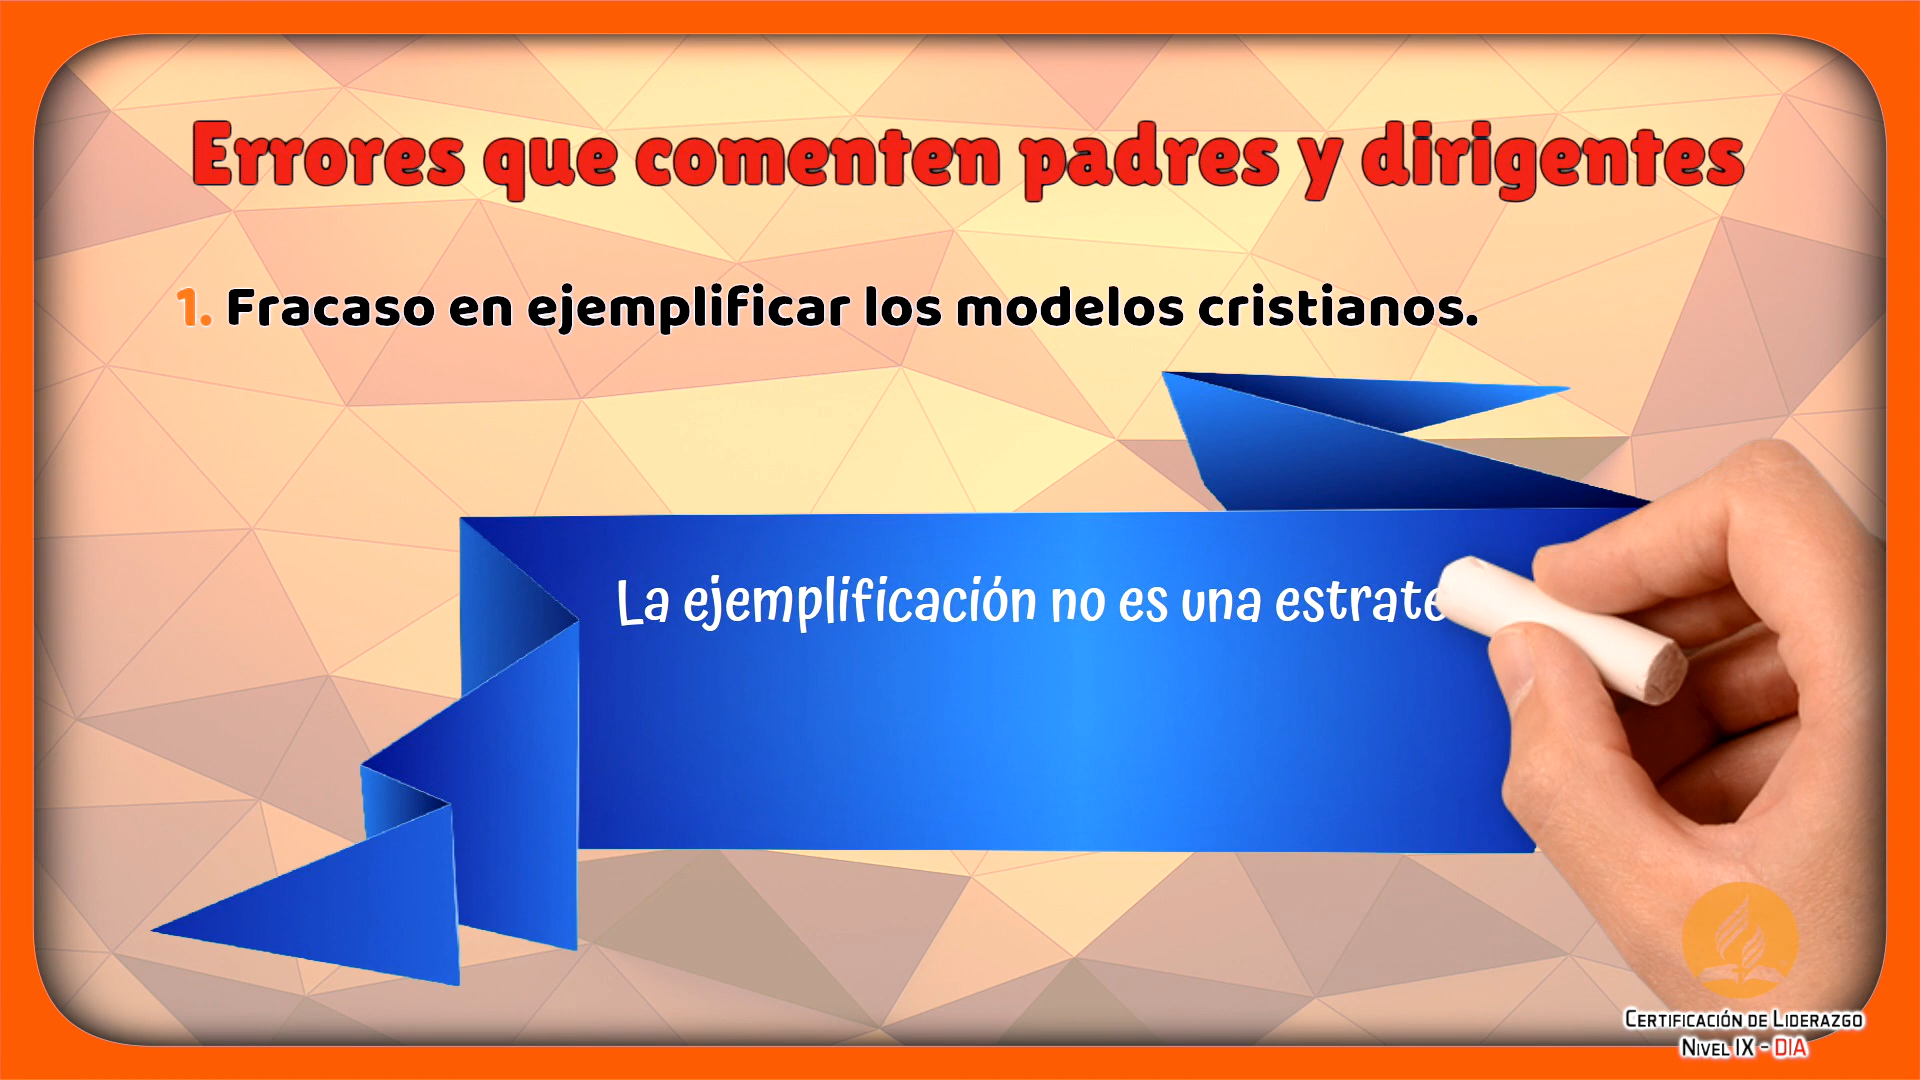 Errores que comenten padres y dirigentes
1. Fracaso en ejemplificar los modelos cristianos.
La ejemplificación no es una estrate
Certificación de Liderazgo
Nivel IX - DIA